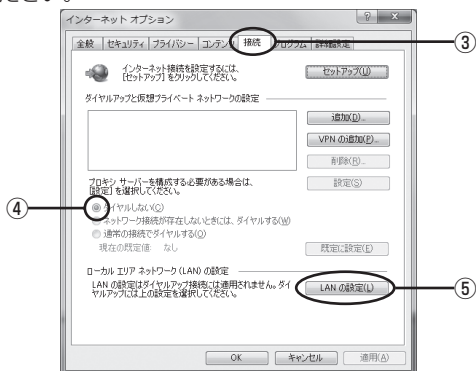 ださい。
インターネット オプション
全般 セキュリティ プライバシー コンテンツ 接続 プログラム 詳細設定
③
インターネット接続を設定するには、
[セットアップ] をクリックしてください。
セットアップ(U)
ダイヤルアップと仮想プライベート ネットワークの設定
追加(D)...
VPN の追加(P)...
削除(R)...
プロキシ サーバーを構成する必要がある場合は、
[設定] を選択してください。
設定(S)
④
ダイヤルしない(C)
ネットワーク接続が存在しないときには、ダイヤルする(W)
通常の接続でダイヤルする(O)
現在の既定値: なし
既定に設定(E)
ローカル エリア ネットワーク (LAN) の設定
LAN の設定はダイヤルアップ接続には適用されません。ダイ
ヤルアップには上の設定を選択してください。
LAN の設定(L)
⑤
OK キャンセル 適用(A)